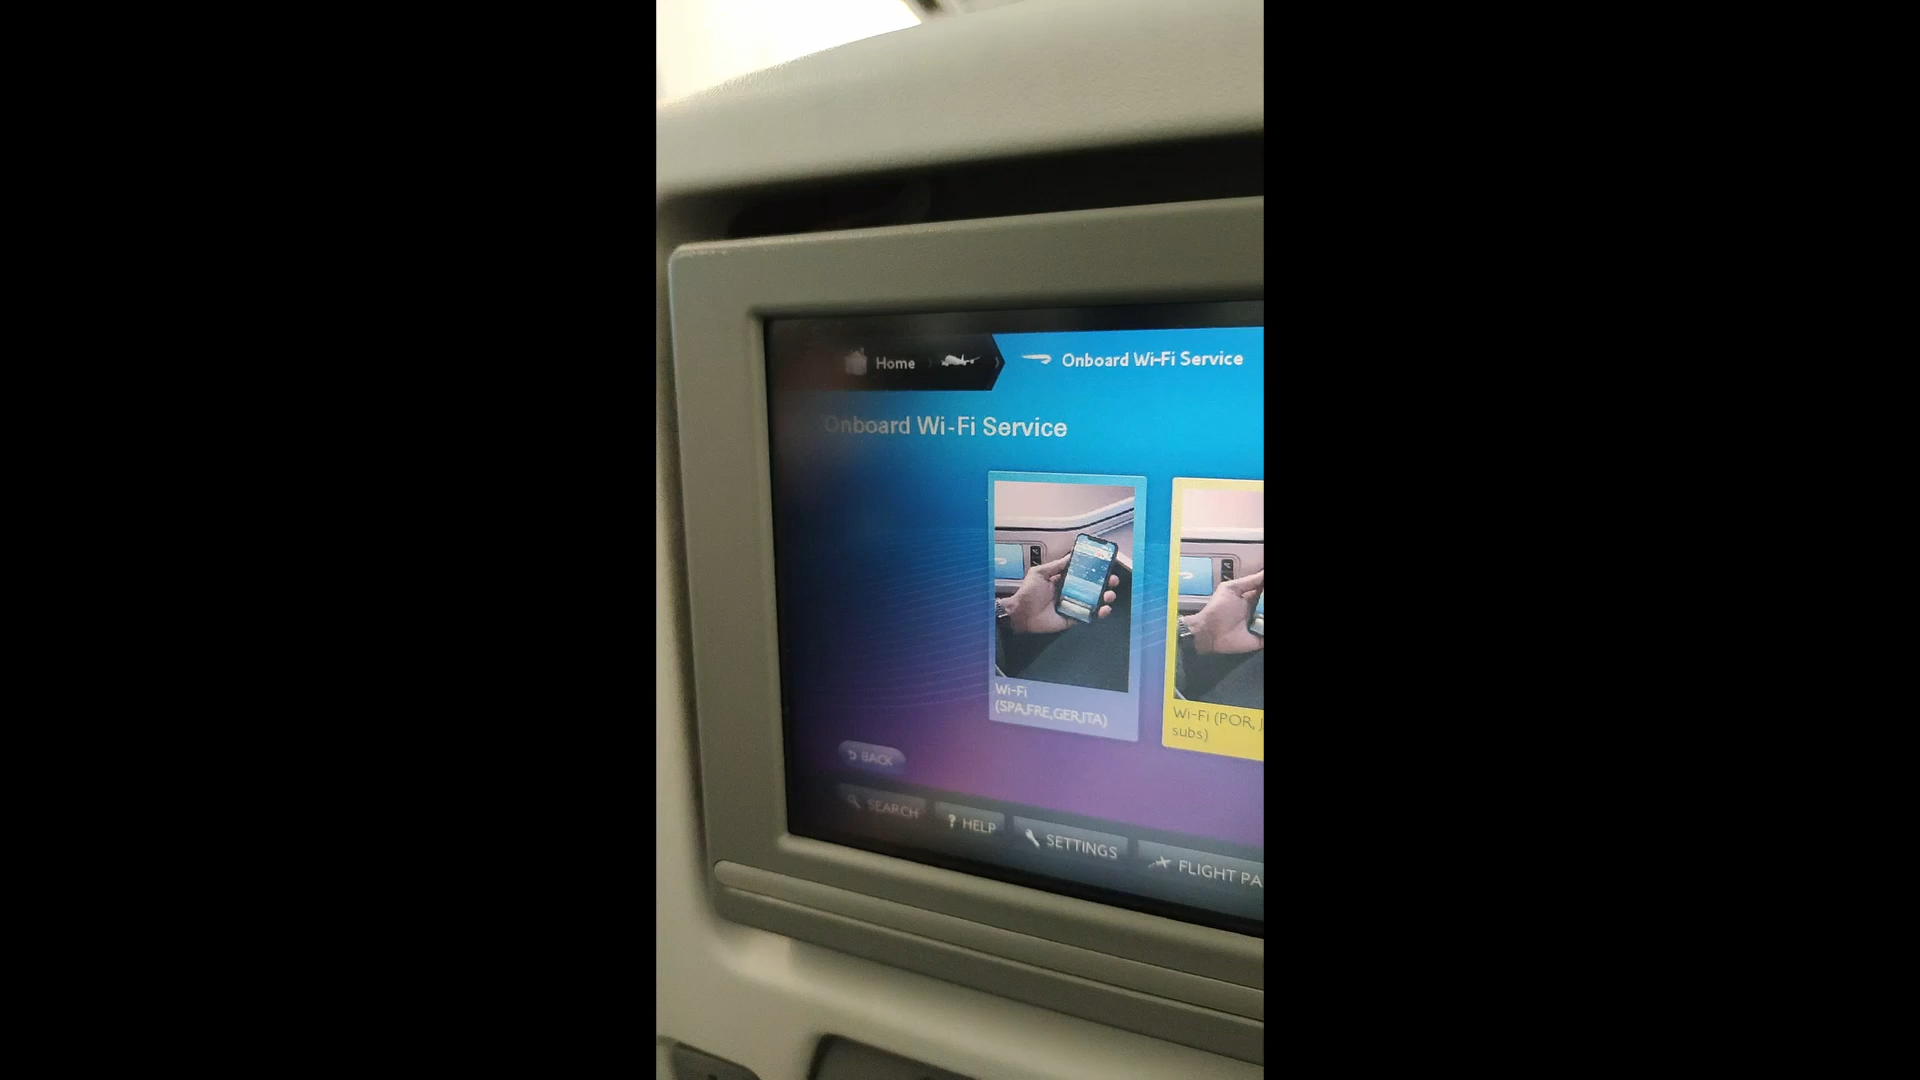 Home
Onboard Wi-Fi Service
Onboard Wi-Fi Service
Wi-Fi
(SPA,FRE,GER,ITA)
Wi-Fi (POR,
subs)
BACK
SEARCH
? HELP
SETTINGS
FLIGHT PA